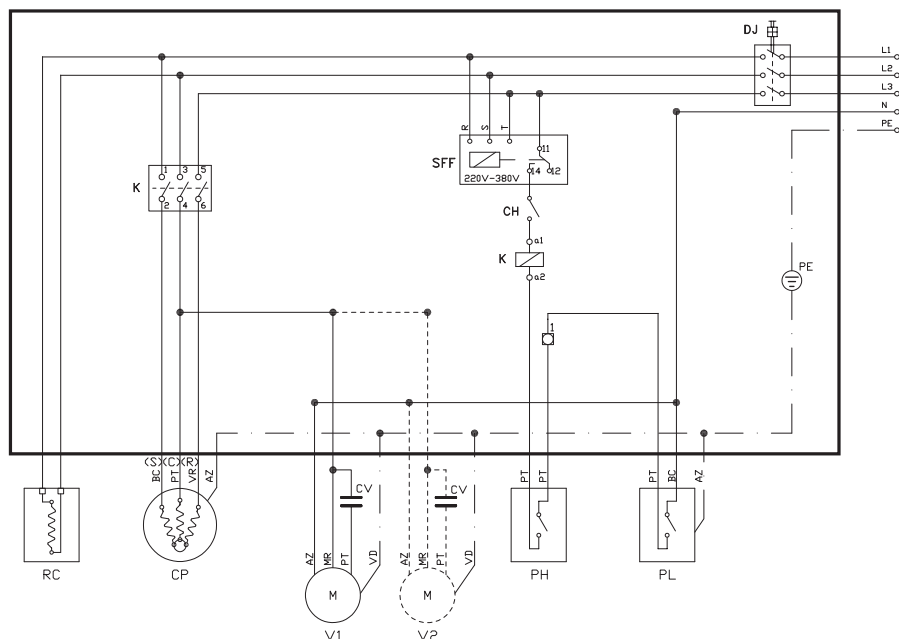 DJ
L1
L2
L3
N
PE
R
S
T
SFF
11
14
12
220V-380V
K
1
3
5
2
4
6
CH
a1
K
a2
PE
1
(S)(C)(R)
BC
PT
VR
AZ
PT
PT
PT
BC
AZ
CV
CV
AZ
MR
PT
VD
AZ
MR
PT
VD
RC
CP
PH
PL
M
M
V1
V2